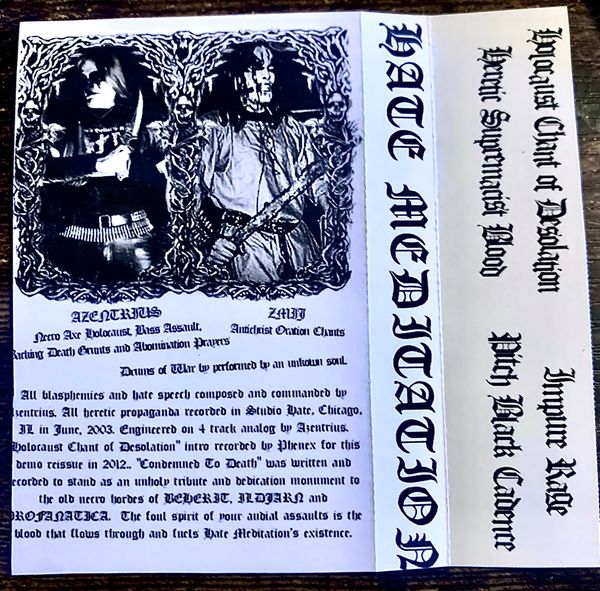 AZENTRIUS
Necro Axe Holocaust, Bass Assault,
Barking Death Grunts and Abomination Prayers
ZMIJ
Antichrist Oration Chants
Drums of War by performed by an unkown soul.
All blasphemies and hate speech composed and commanded by
Azentrius. All heretic propaganda recorded in Studio Hate, Chicago,
IL in June, 2003. Engineered on 4 track analog by Azentrius.
"Holocaust Chant of Desolation" intro recorded by Phenex for this
demo reissue in 2012.. "Condemned To Death" was written and
recorded to stand as an unholy tribute and dedication monument to
the old necro hordes of BEHERIT, ILDJARN and
PROFANATICA. The foul spirit of your audial assaults is the
blood that flows through and fuels Hate Meditation's existence.
HATE MEDITATION
Holocaust Chant of Desolation
Heretic Supremacist Blood
Impure Rage
Pitch Black Cadence